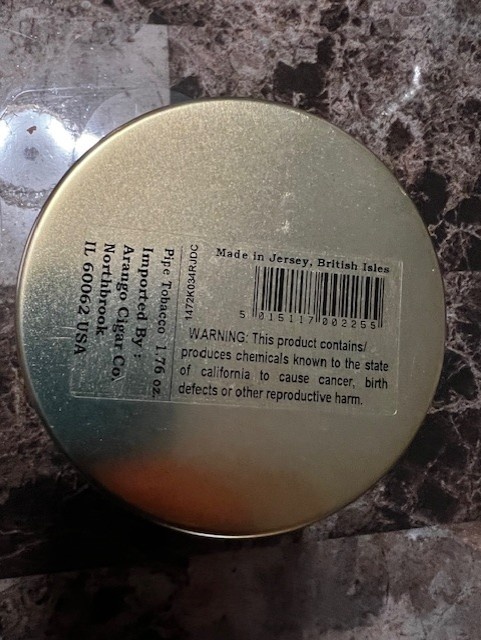 Made in Jersey, British Isles
5 015117 002255
WARNING: This product contains/
produces chemicals known to the state
of california to cause cancer, birth
defects or other reproductive harm.
Pipe Tobacco 1.76 oz.
Imported By :
Arango Cigar Co\
Northbrook
IL 60062 USA